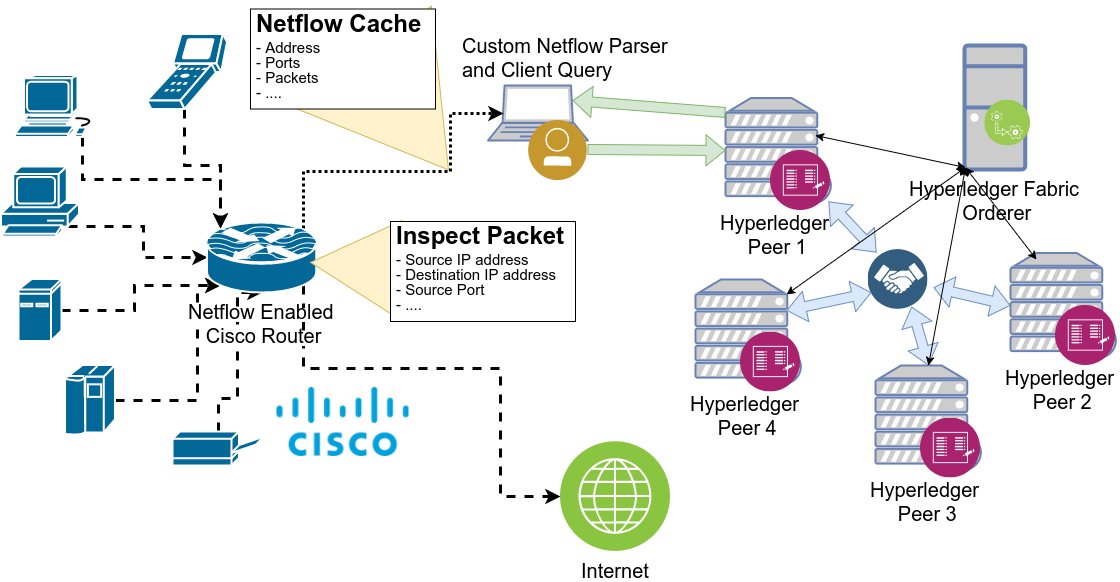 Netflow Cache
- Address
- Ports
- Packets
- ....
Custom Netflow Parser
and Client Query
Hyperledger Fabric
Orderer
Hyperledger
Peer 1
Inspect Packet
- Source IP address
- Destination IP address
- Source Port
- ....
Netflow Enabled
Cisco Router
CISCO
Hyperledger
Peer 4
Hyperledger
Peer 2
Hyperledger
Peer 3
Internet